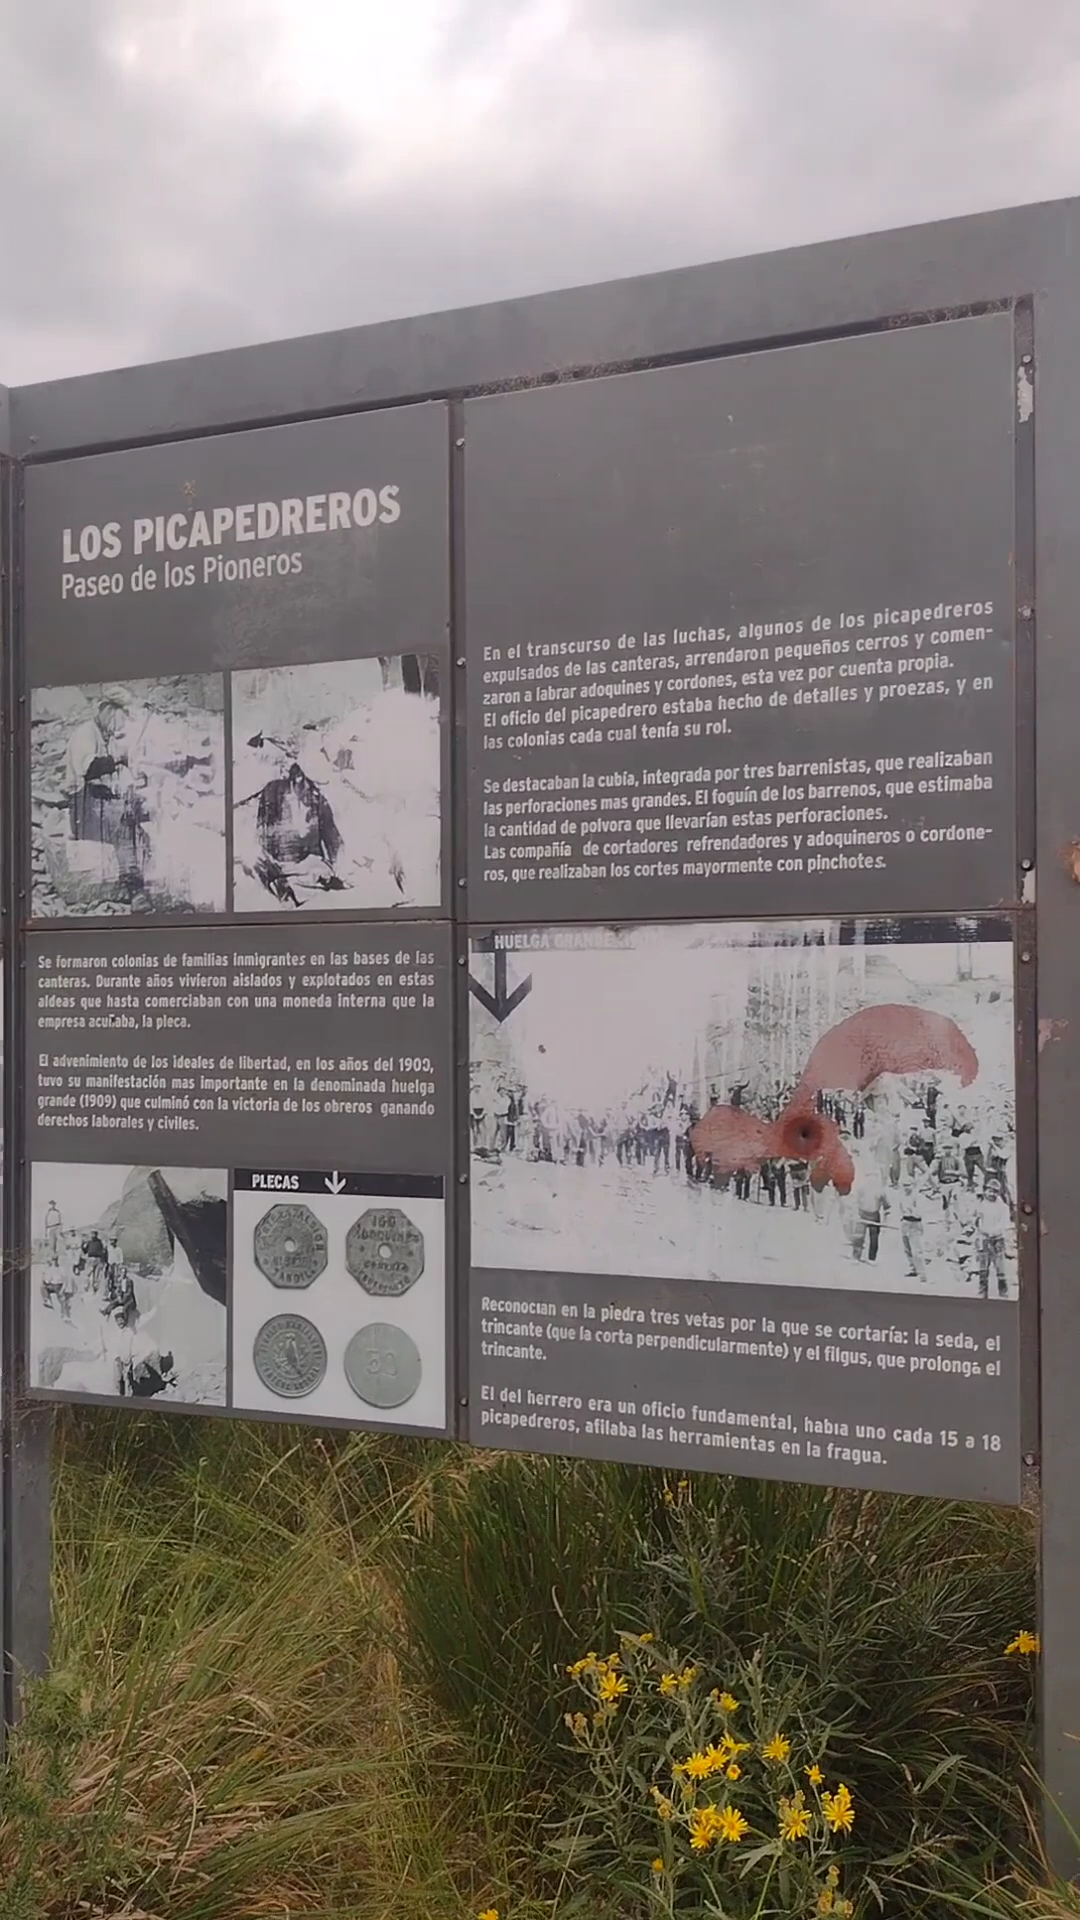 LOS PICAPEDREROS
Paseo de los Pioneros
Se formaron colonias de familias inmigrantes en las bases de las
canteras. Durante años vivieron aislados y explotados en estas
aldeas que hasta comerciaban con una moneda interna que la
empresa acuñaba, la pleca.
El advenimiento de los ideales de libertad, en los años del 1900,
tuvo su manifestación mas importante en la denominada huelga
grande (1909) que culminó con la victoria de los obreros ganando
derechos laborales y civiles.
PLECAS
TANDIL
100
50
En el transcurso de las luchas, algunos de los picapedreros
expulsados de las canteras, arrendaron pequeños cerros y comen-
zaron a labrar adoquines y cordones, esta vez por cuenta propia.
El oficio del picapedrero estaba hecho de detalles y proezas, y en
las colonias cada cual tenía su rol.
Se destacaban la cubía, integrada por tres barrenistas, que realizaban
las perforaciones mas grandes. El foguín de los barrenos, que estimaba
la cantidad de polvora que llevarían estas perforaciones.
Las compañía de cortadores refrendadores y adoquineros o cordone-
ros, que realizaban los cortes mayormente con pinchotes.
HUELGA GRANDE
Reconocian en la piedra tres vetas por la que se cortaría: la seda, el
trincante (que la corta perpendicularmente) y el filgus, que prolonga el
trincante.
El del herrero era un oficio fundamental, habia uno cada 15 a 18
picapedreros, afilaba las herramientas en la fragua.